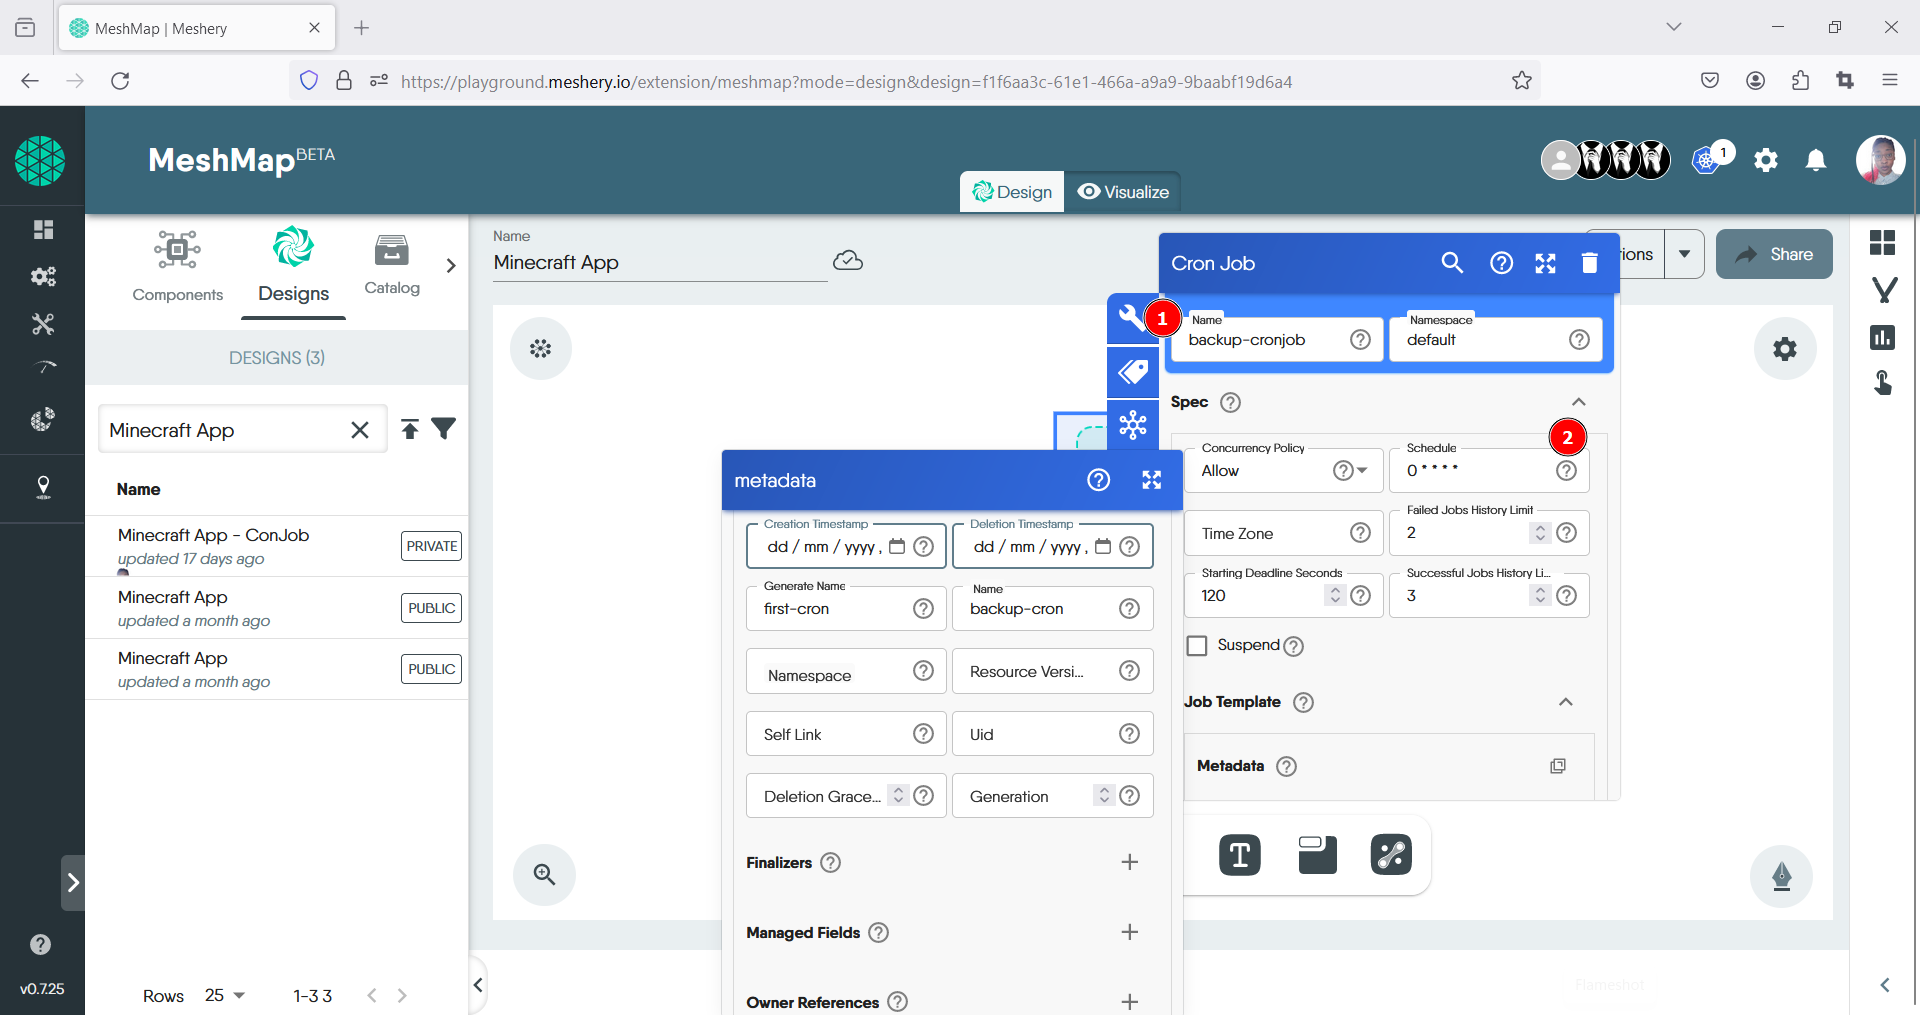 MeshMap | Meshery
https://playground.meshery.io/extension/meshmap?mode=design&design=f1f6aa3c-61e1-466a-a9a9-9baabf19d6a4
MeshMap BETA
1
Design
Visualize
Components
Designs
Catalog
Name
Minecraft App
Cron Job
ions
Share
DESIGNS (3)
1
Name
backup-cronjob
Namespace
default
Minecraft App
Spec
2
Concurrency Policy
Allow
Schedule
0 * * * *
metadata
Name
Creation Timestamp
dd / mm / yyyy ,
Deletion Timestamp
dd / mm / yyyy ,
Time Zone
Failed Jobs History Limit
2
Minecraft App - ConJob
updated 17 days ago
PRIVATE
Generate Name
first-cron
Name
backup-cron
Starting Deadline Seconds
120
Successful Jobs History Li...
3
Minecraft App
updated a month ago
PUBLIC
Suspend
Namespace
Resource Versi...
Minecraft App
updated a month ago
PUBLIC
Job Template
Self Link
Uid
Metadata
Deletion Grace...
Generation
Finalizers
Managed Fields
Owner References
v0.7.25
Rows 25 1-3 3
Flameshot